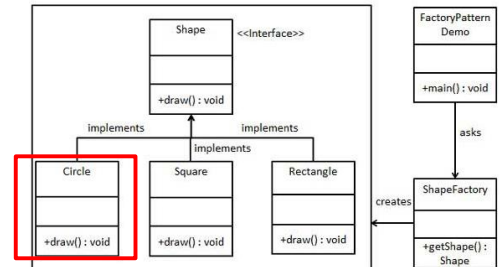 Shape
<<Interface>>
+draw() : void
FactoryPattern
Demo
+main() : void
implements
implements
implements
asks
Circle
+draw() : void
Square
+draw() : void
Rectangle
+draw() : void
creates
ShapeFactory
+getShape() :
Shape